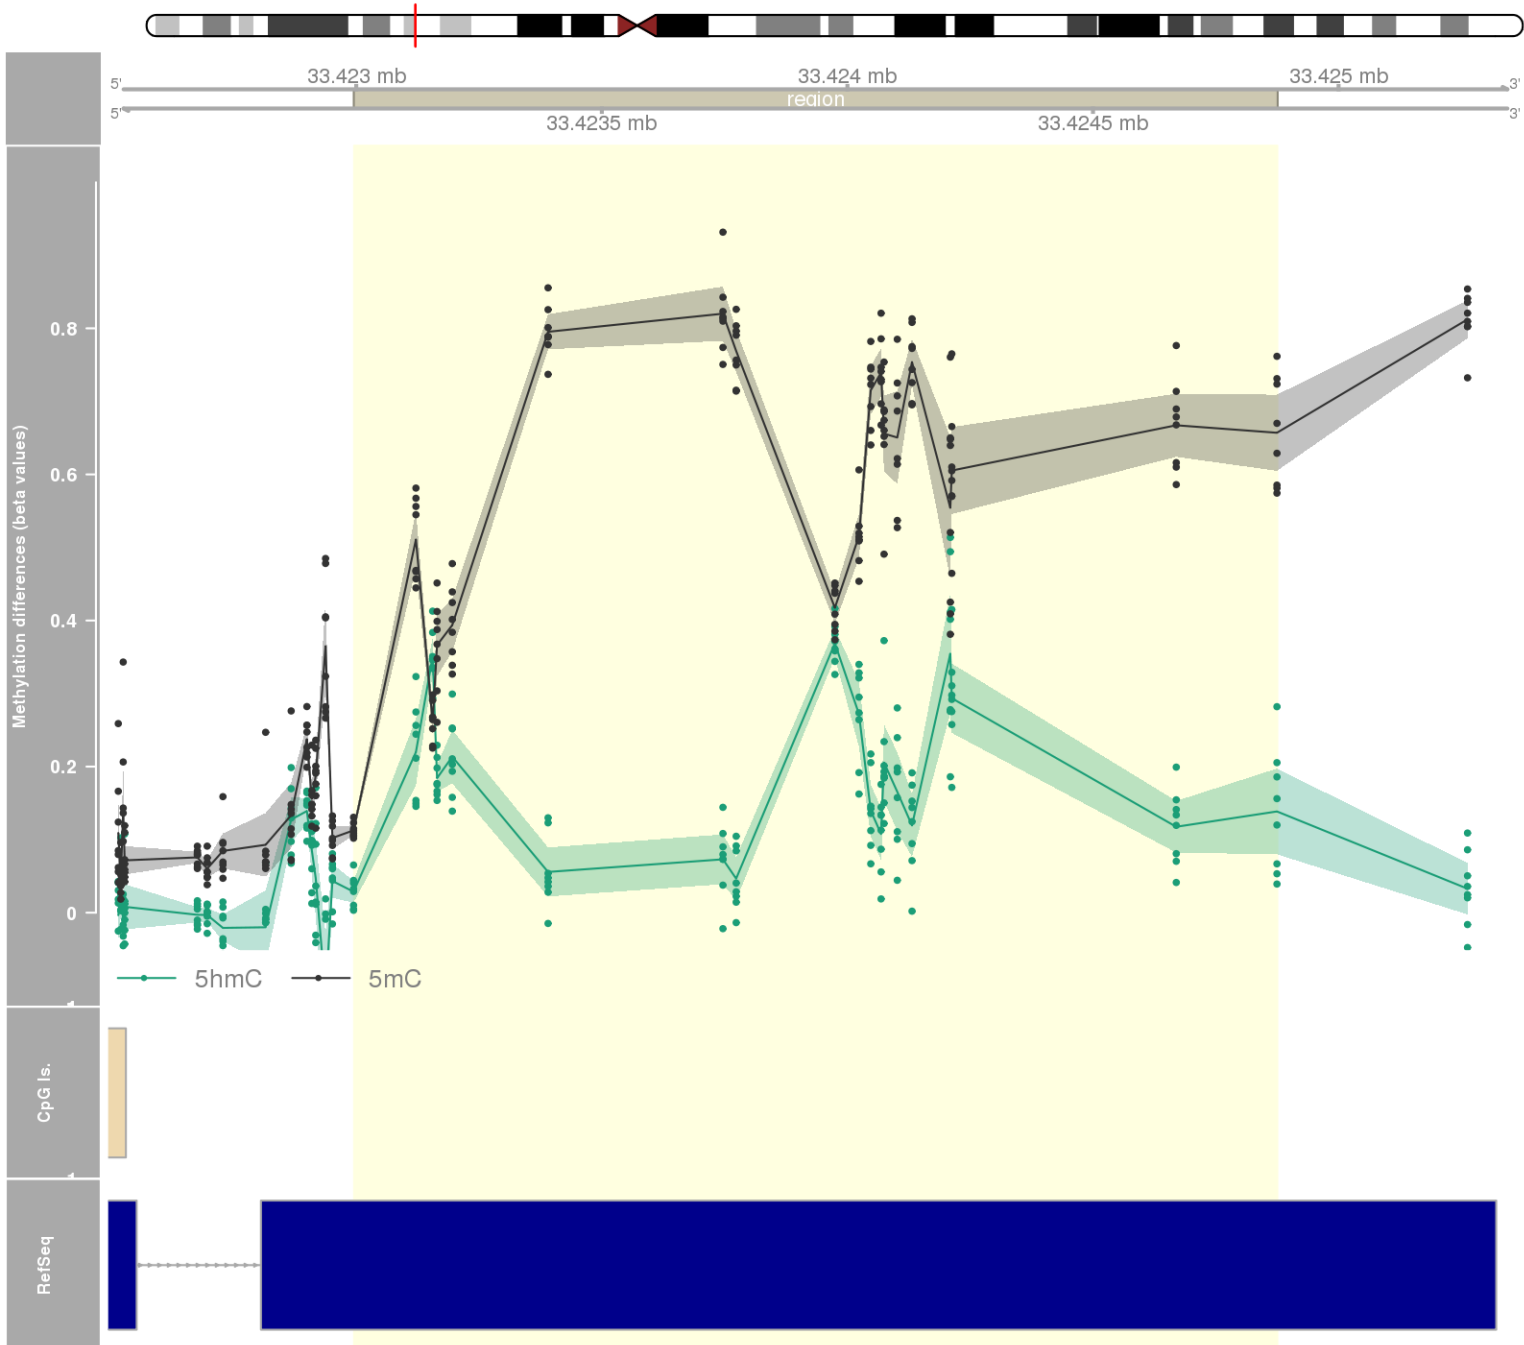 33.423 mb
33.424 mb
33.425 mb
5'
3'
region
5'
3'
33.4235 mb
33.4245 mb
Methylation differences (beta values)
0.8
0.6
0.4
0.2
0
5hmC
5mC
CpG Is.
RefSeq